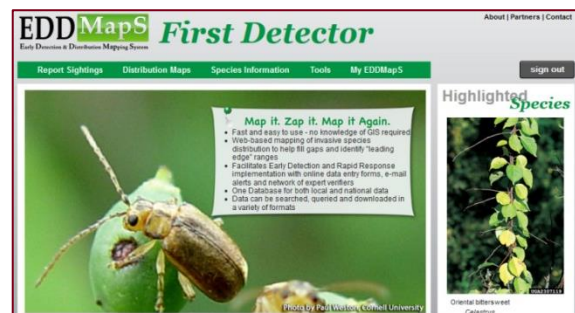 About | Partners | Contact
EDDMapS First Detector
Early Detection & Distribution Mapping System
Report Sightings Distribution Maps Species Information Tools My EDDMapS
sign out
Highlighted
Species
Map it. Zap it. Map it Again.
• Fast and easy to use - no knowledge of GIS required
• Web-based mapping of invasive species
distribution to help fill gaps and identify "leading
edge" ranges
• Facilitates Early Detection and Rapid Response
implementation with online data entry forms, e-mail
alerts and network of expert verifiers
• One Database for both local and national data
• Data can be searched, queried and downloaded in
a variety of formats
Photo by Paul Weston, Cornell University
Oriental bittersweet
Celastrus